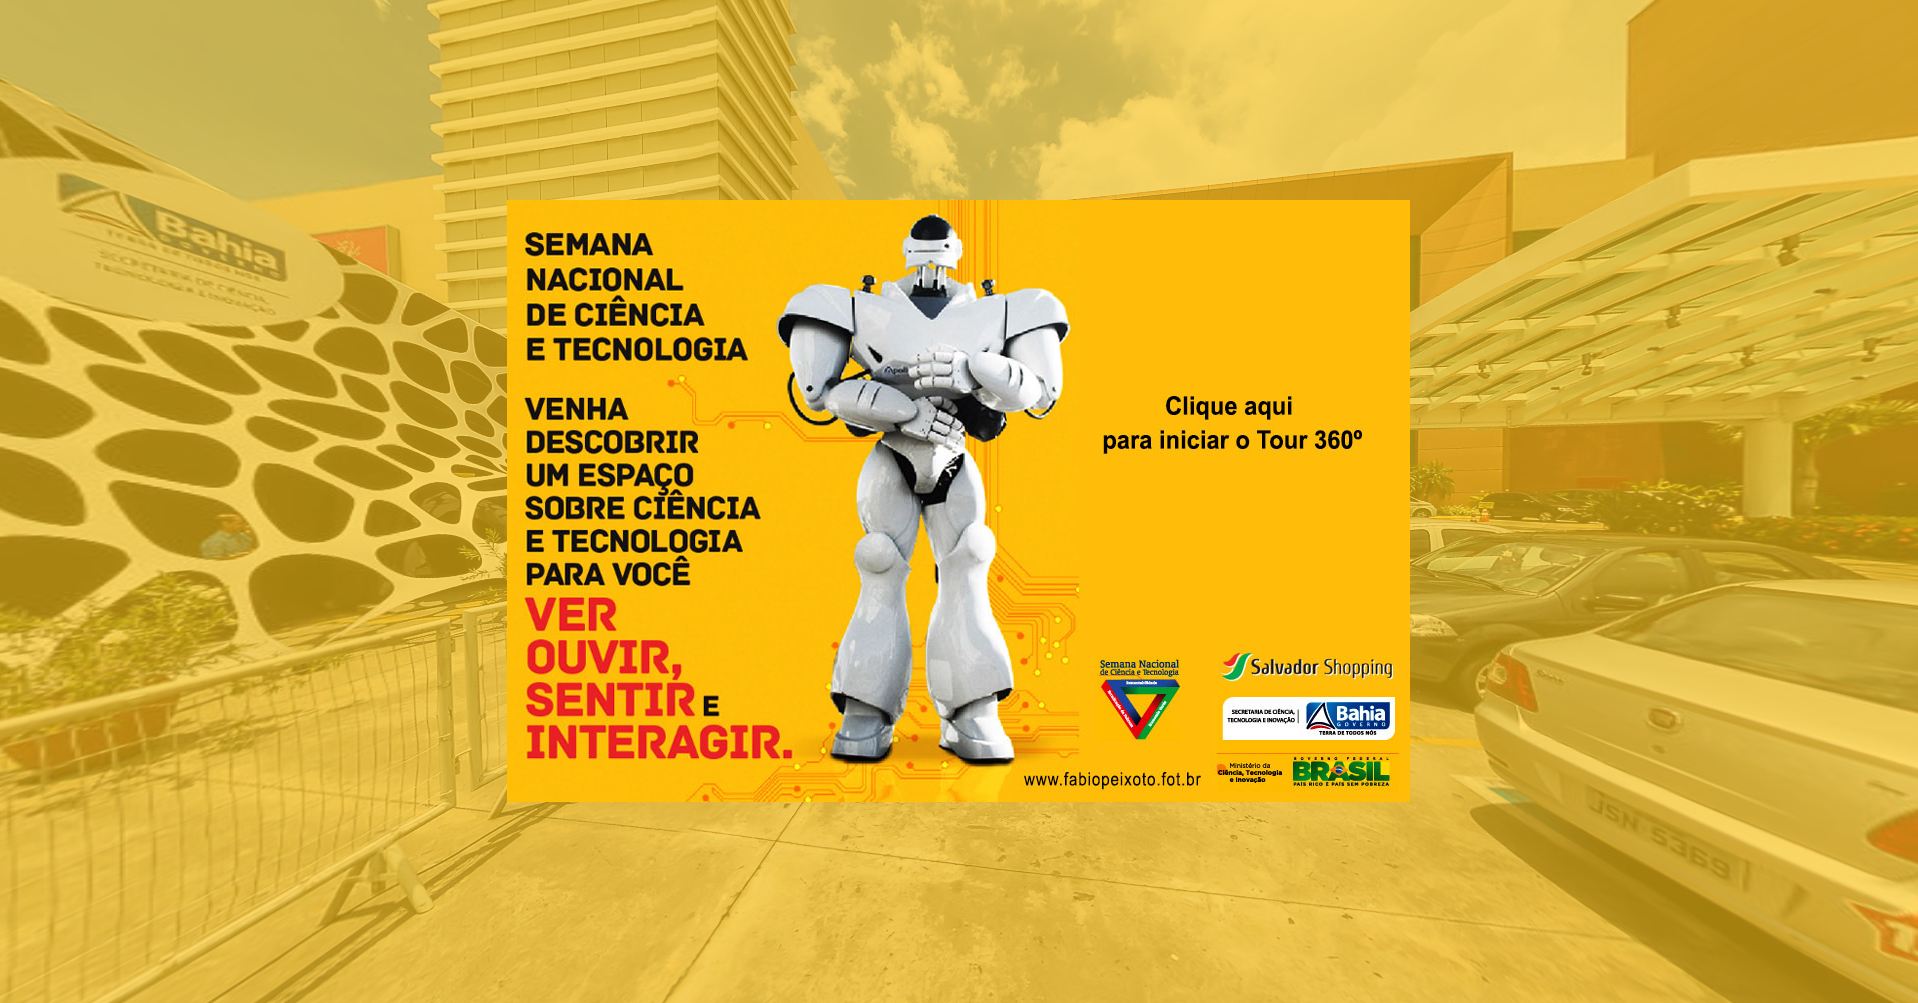 Bahia
TERRA DE TODOS NÓS
SECRETARIA DE CIÊNCIA,
TECNOLOGIA E INOVAÇÃO
SEMANA
NACIONAL
DE CIÊNCIA
E TECNOLOGIA
VENHA
DESCOBRIR
UM ESPAÇO
SOBRE CIÊNCIA
E TECNOLOGIA
PARA VOCÊ
VER
OUVIR,
SENTIR E
INTERAGIR.
Clique aqui
para iniciar o Tour 360º
Semana Nacional
de Ciência e Tecnologia
Sustentabilidade
Economia Verde
Salvador Shopping
SECRETARIA DE CIÊNCIA,
TECNOLOGIA E INOVAÇÃO
Bahia
GOVERNO
TERRA DE TODOS NÓS
Ministério da
Ciência, Tecnologia
e Inovação
GOVERNO FEDERAL
BRASIL
PAÍS RICO É PAÍS SEM POBREZA
www.fabiopeixoto.fot.br
JSN 5369